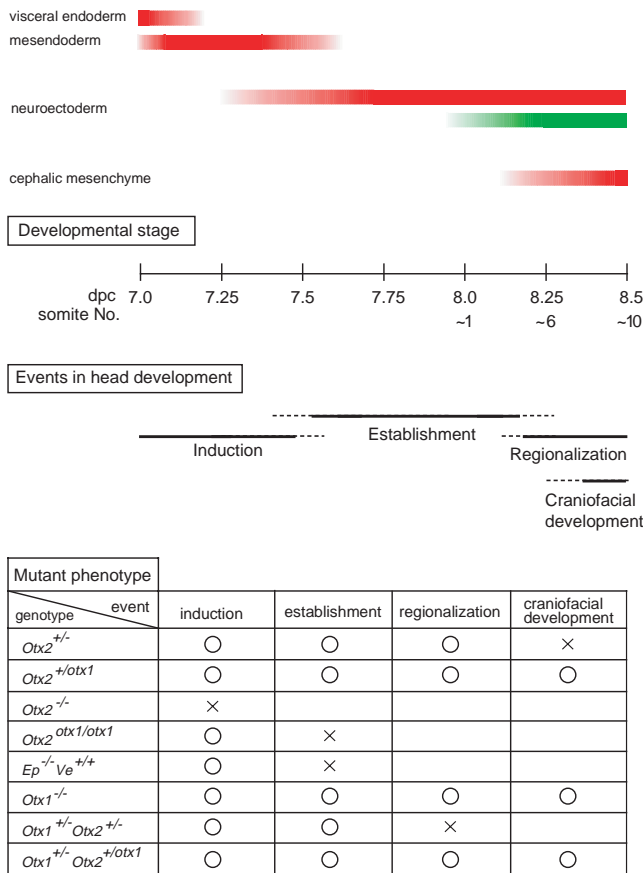 visceral endoderm
mesendoderm
neuroectoderm
cephalic mesenchyme
Developmental stage
dpc 7.0 7.25 7.5 7.75 8.0 8.25 8.5
somite No. ~1 ~6 ~10
Events in head development
Establishment
Induction Regionalization
Craniofacial
development
Mutant phenotype
genotype event induction establishment regionalization craniofacial development
Otx2+/- ○ ○ ○ ×
Otx2+/otx1 ○ ○ ○ ○
Otx2-/- ×
Otx2otx1/otx1 ○ ×
Ep-/-Ve+/+ ○ ×
Otx1-/- ○ ○ ○ ○
Otx1+/-Otx2+/- ○ ○ ×
Otx1+/-Otx2+/otx1 ○ ○ ○ ○